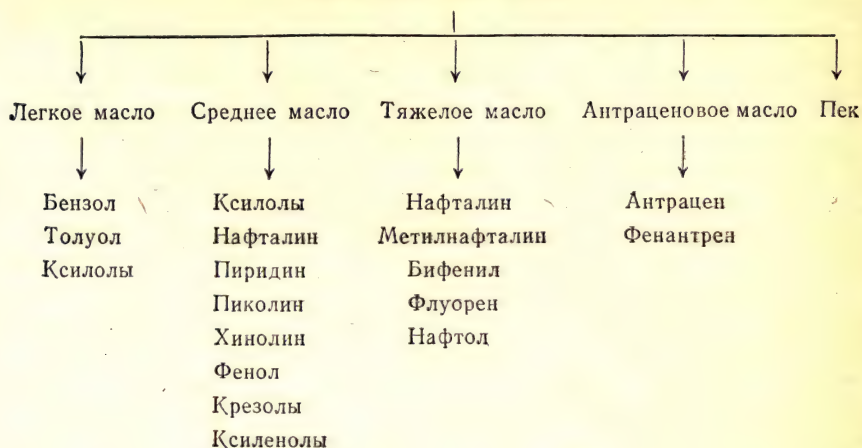 Легкое масло Среднее масло Тяжелое масло Антраценовое масло Пек
Бензол Ксилолы Нафталин Антрацен
Толуол Нафталин Метилнафталин Фенантрен
Ксилолы Пиридин Бифенил
Пиколин Флуорен
Хинолин Нафтол
Фенол
Крезолы
Ксиленолы